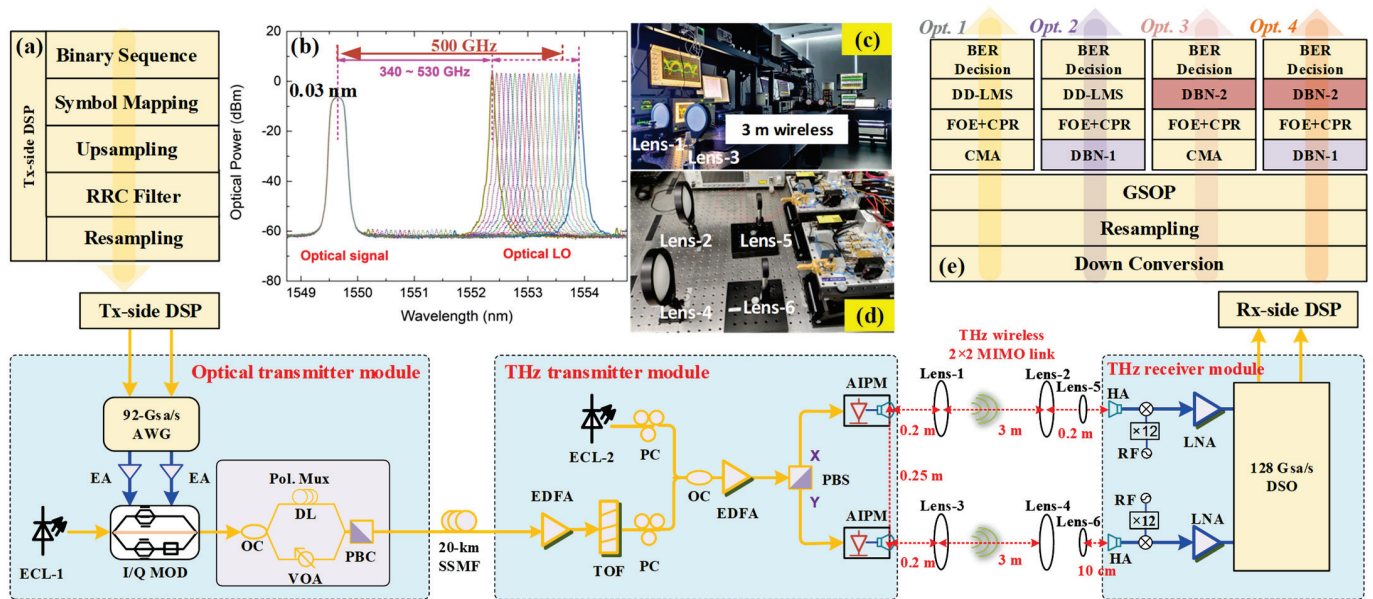 (a)
Tx-side DSP
Binary Sequence
Symbol Mapping
Upsampling
RRC Filter
Resampling
(b)
20
0
-20
-40
-60
-80
Optical Power (dBm)
500 GHz
340 ~ 530 GHz
0.03 nm
Optical signal
Optical LO
1549
1550
1551
1552
1553
1554
Wavelength (nm)
(c)
3 m wireless
Lens-1
Lens-3
Lens-2
Lens-5
Lens-4
Lens-6
(d)
Opt. 1
Opt. 2
Opt. 3
Opt. 4
BER
Decision
BER
Decision
BER
Decision
BER
Decision
DD-LMS
DD-LMS
DBN-2
DBN-2
FOE+CPR
FOE+CPR
FOE+CPR
FOE+CPR
CMA
DBN-1
CMA
DBN-1
GSOP
Resampling
(e)
Down Conversion
Tx-side DSP
Rx-side DSP
Optical transmitter module
92-Gsa/s
AWG
EA
EA
ECL-1
I/Q MOD
OC
Pol. Mux
DL
VOA
PBC
20-km
SSMF
THz transmitter module
ECL-2
PC
EDFA
TOF
PC
OC
EDFA
X
Y
PBS
AIPM
AIPM
THz wireless
2×2 MIMO link
Lens-1
Lens-2
Lens-5
0.2 m
3 m
0.2 m
0.25 m
Lens-3
Lens-4
Lens-6
0.2 m
3 m
10 cm
THz receiver module
HA
×12
RF
LNA
RF
×12
HA
LNA
128 Gsa/s
DSO